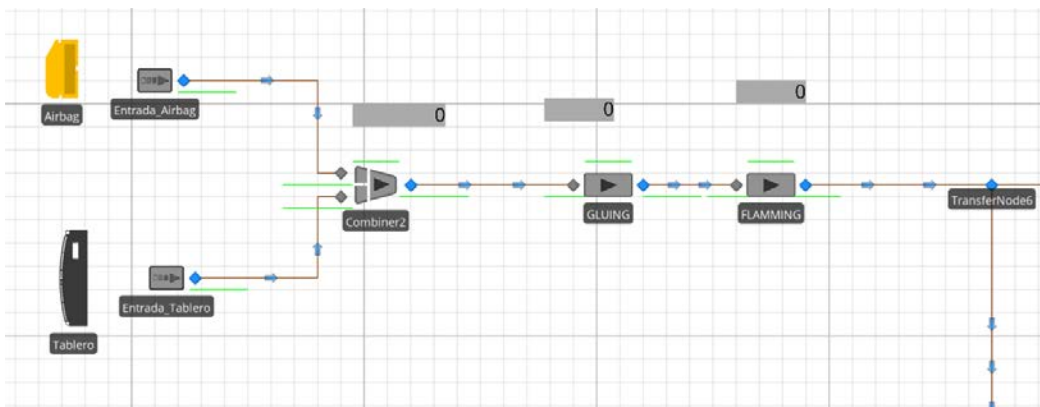 Airbag
Entrada_Airbag
0
0
0
Combiner2
GLUING
FLAMMING
TransferNode6
Entrada_Tablero
Tablero